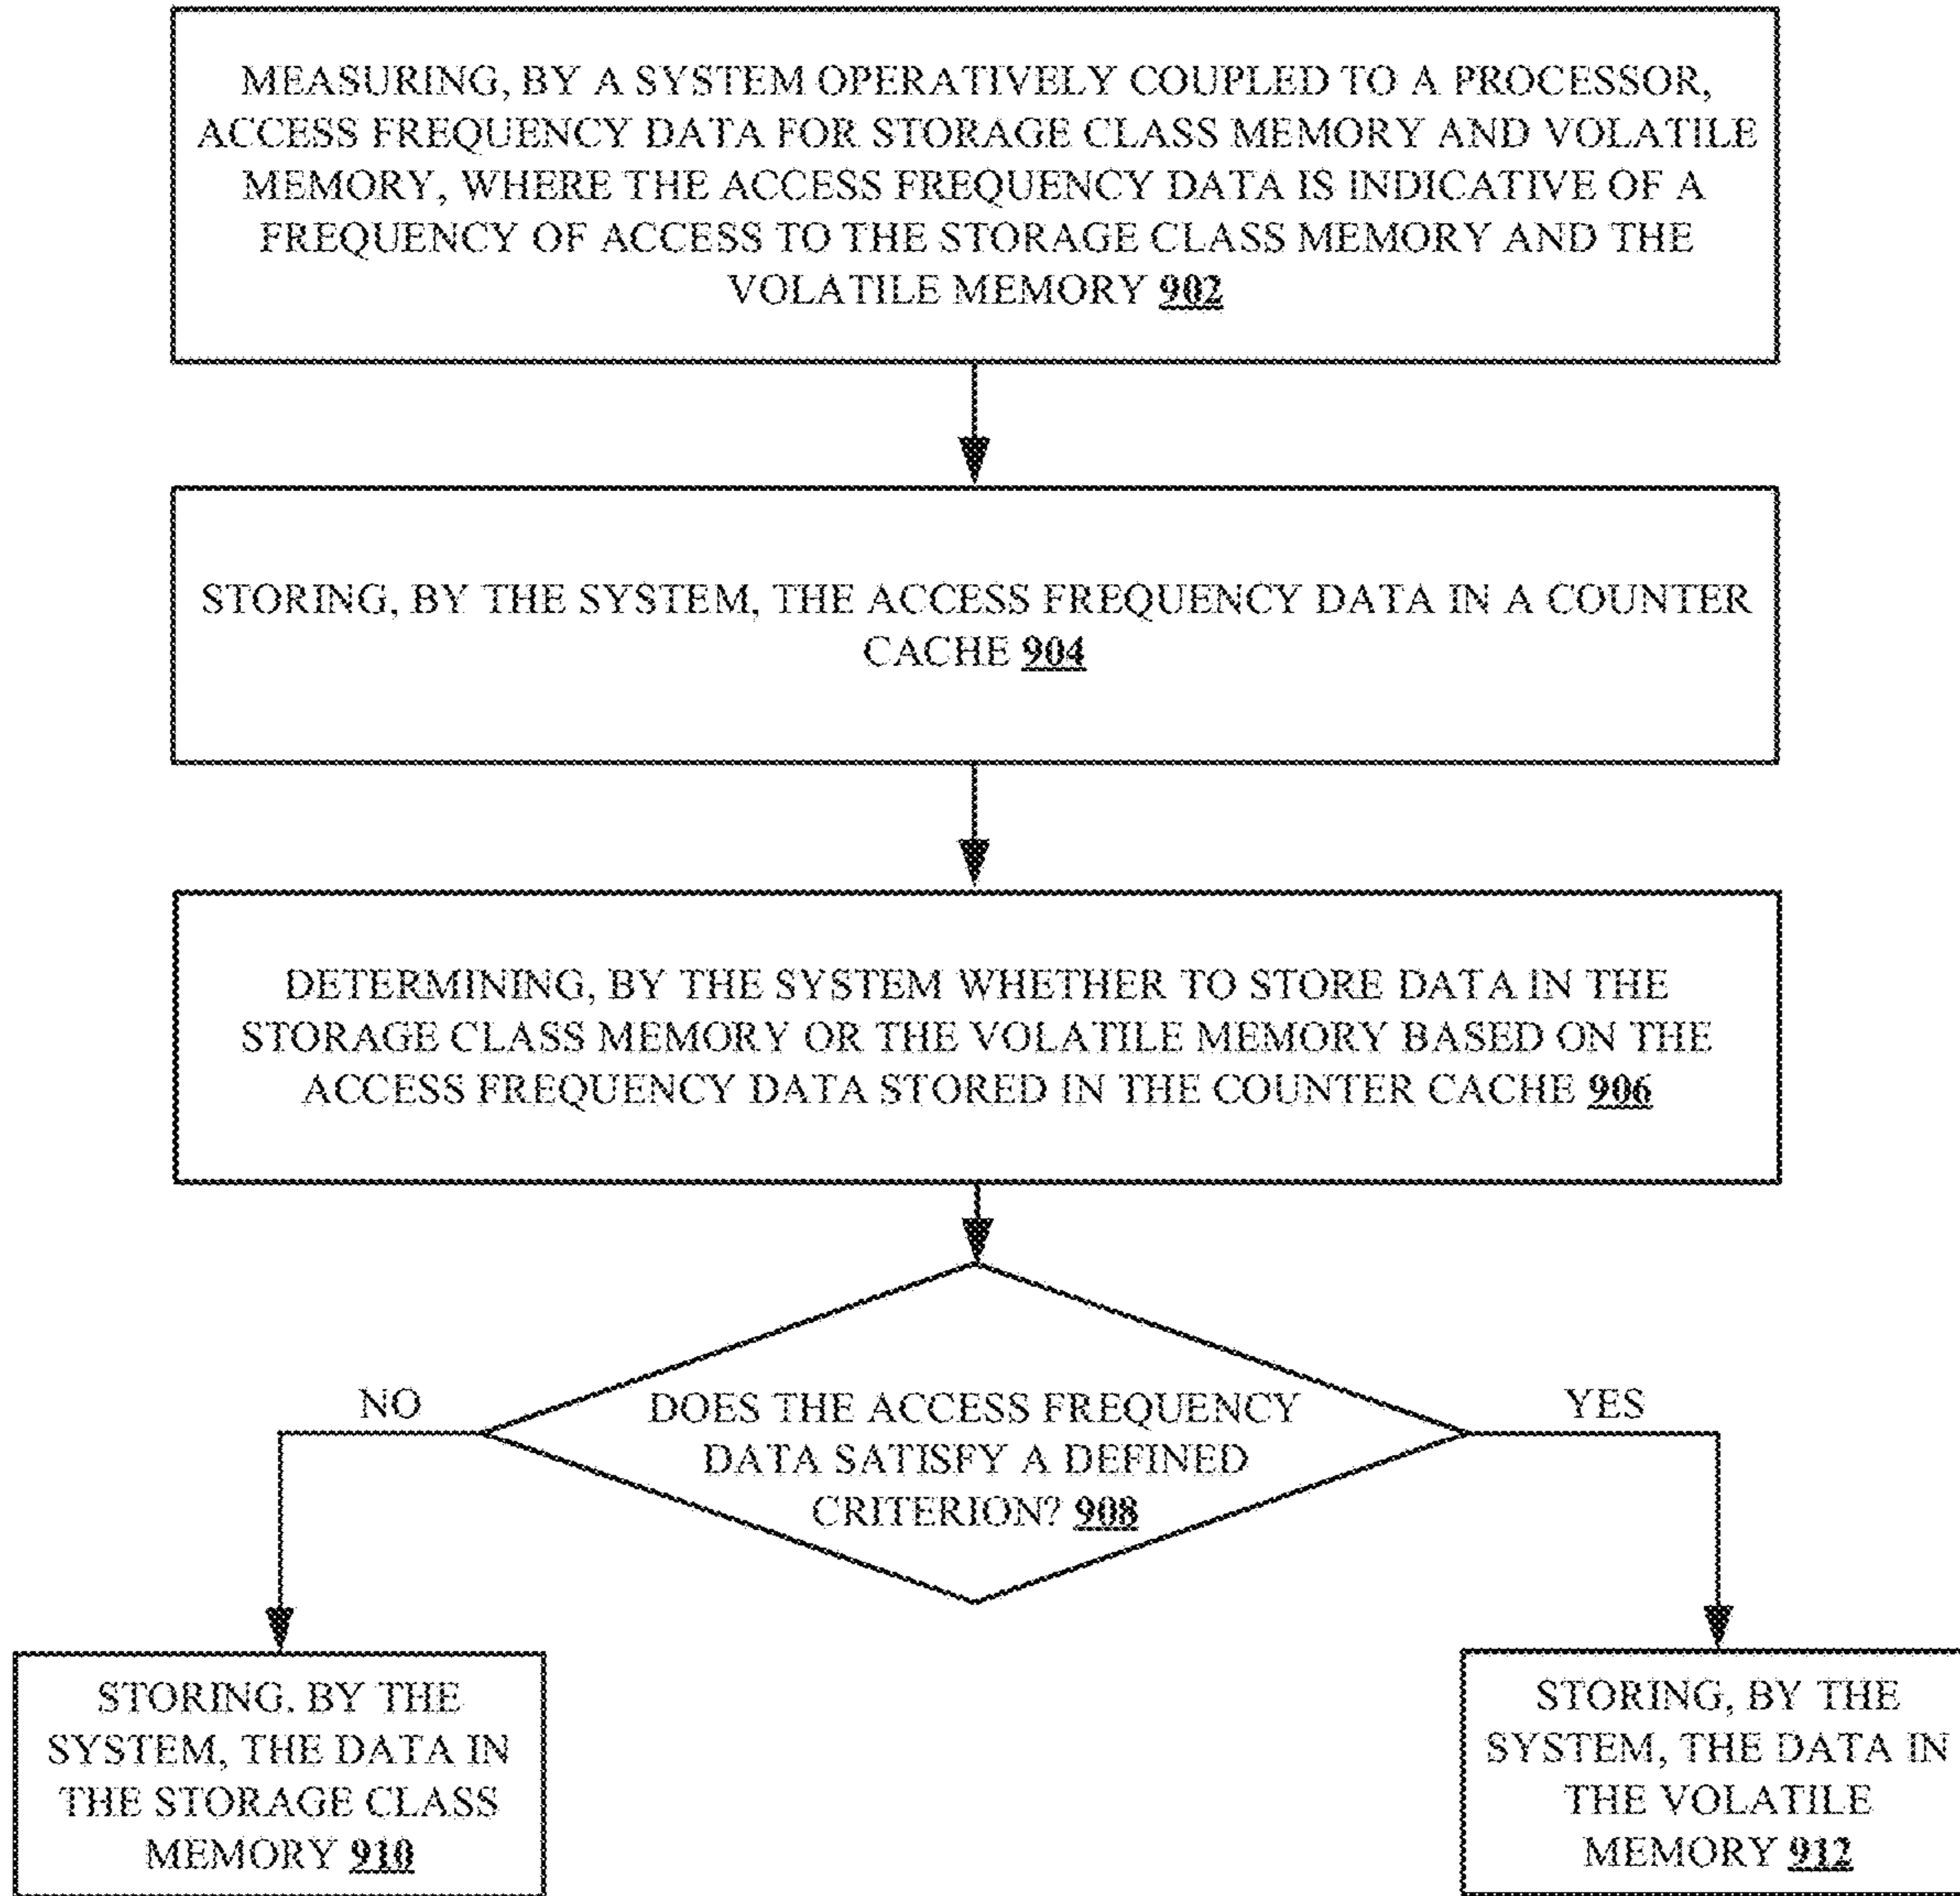 MEASURING, BY A SYSTEM OPERATIVELY COUPLED TO A PROCESSOR,
ACCESS FREQUENCY DATA FOR STORAGE CLASS MEMORY AND VOLATILE
MEMORY, WHERE THE ACCESS FREQUENCY DATA IS INDICATIVE OF A
FREQUENCY OF ACCESS TO THE STORAGE CLASS MEMORY AND THE
VOLATILE MEMORY 902
STORING, BY THE SYSTEM, THE ACCESS FREQUENCY DATA IN A COUNTER
CACHE 904
DETERMINING, BY THE SYSTEM WHETHER TO STORE DATA IN THE
STORAGE CLASS MEMORY OR THE VOLATILE MEMORY BASED ON THE
ACCESS FREQUENCY DATA STORED IN THE COUNTER CACHE 906
NO
YES
DOES THE ACCESS FREQUENCY
DATA SATISFY A DEFINED
CRITERION? 908
STORING. BY THE
SYSTEM, THE DATA IN
THE STORAGE CLASS
MEMORY 910
STORING, BY THE
SYSTEM, THE DATA IN
THE VOLATILE
MEMORY 912